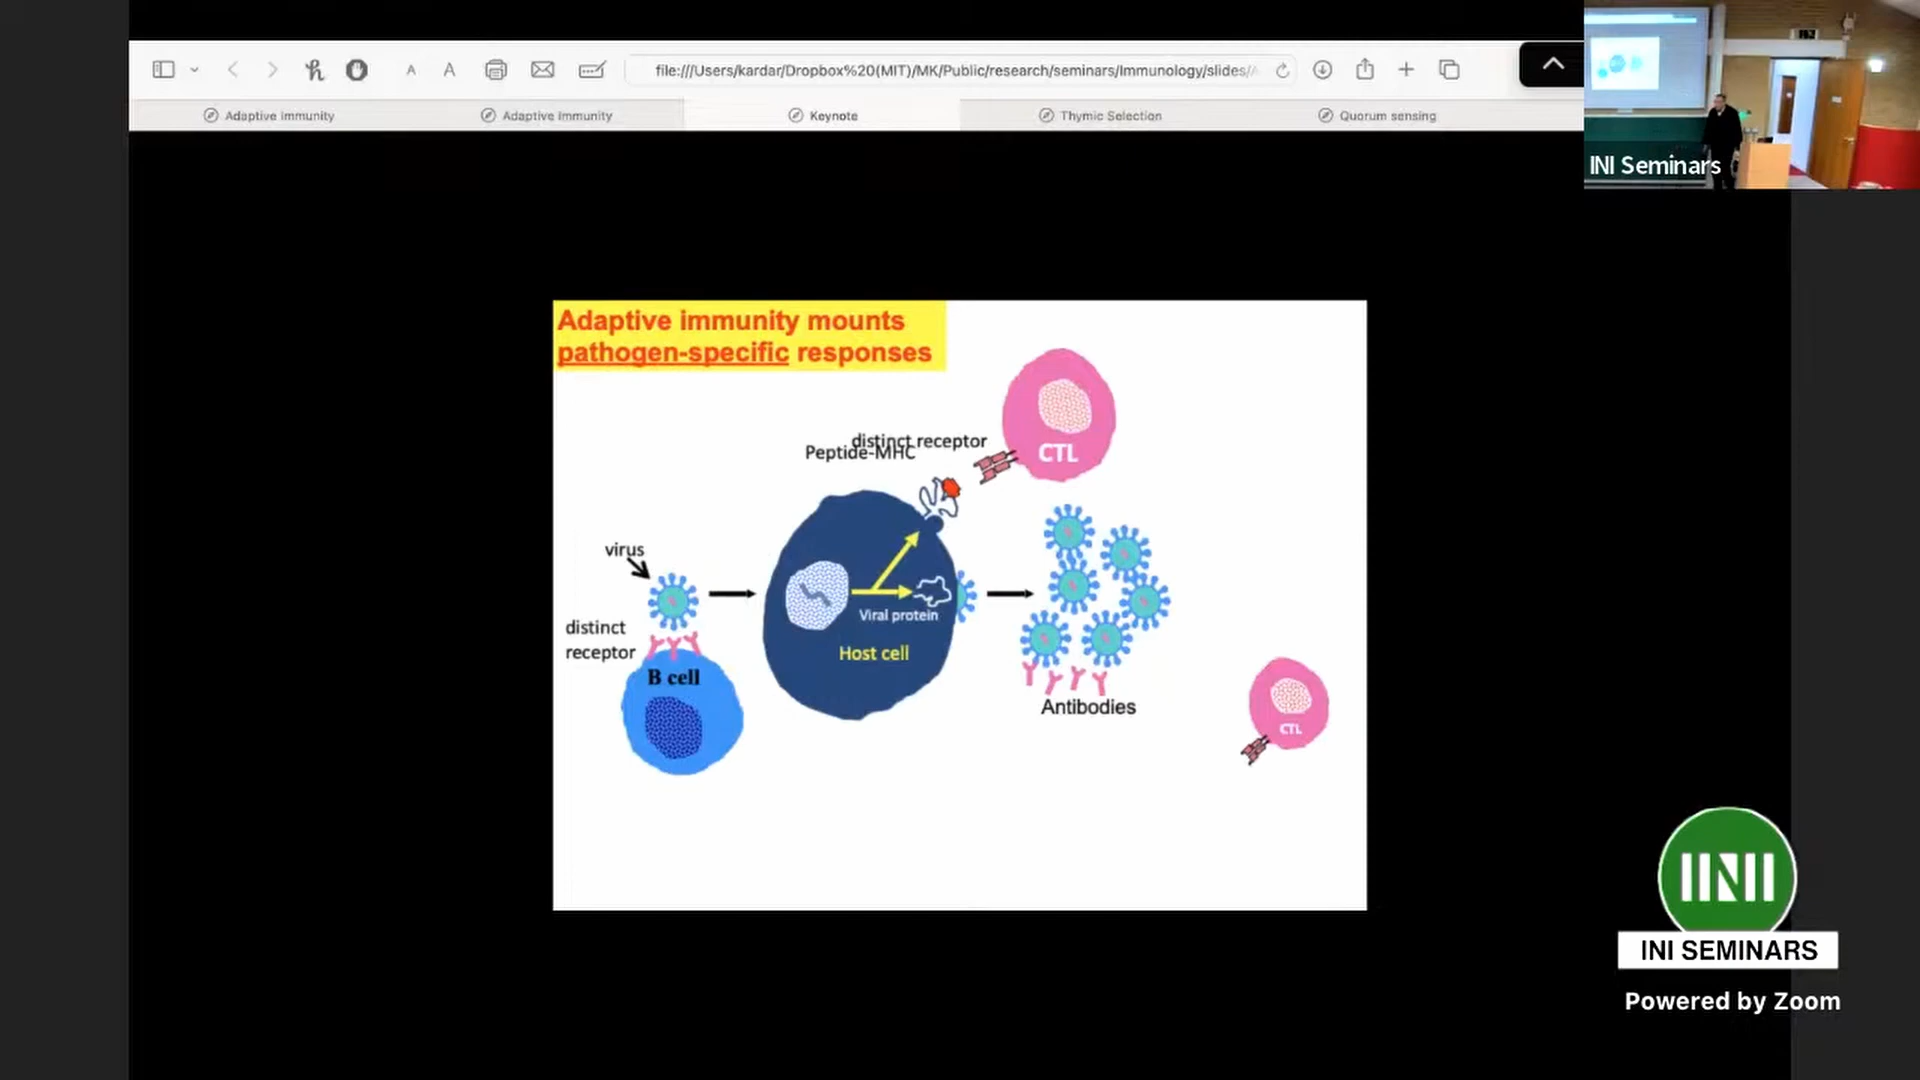 file:///Users/kardar/Dropbox%20(MIT)/MK/Public/research/seminars/Immunology/slides/
A A
Adaptive Immunity
Adaptive Immunity
Keynote
Thymic Selection
Quorum sensing
INI Seminars
Adaptive immunity mounts
pathogen-specific responses
distinct receptor
Peptide-MHC
CTL
virus
distinct
receptor
B cell
Viral protein
Host cell
Antibodies
CTL
INI SEMINARS
Powered by Zoom